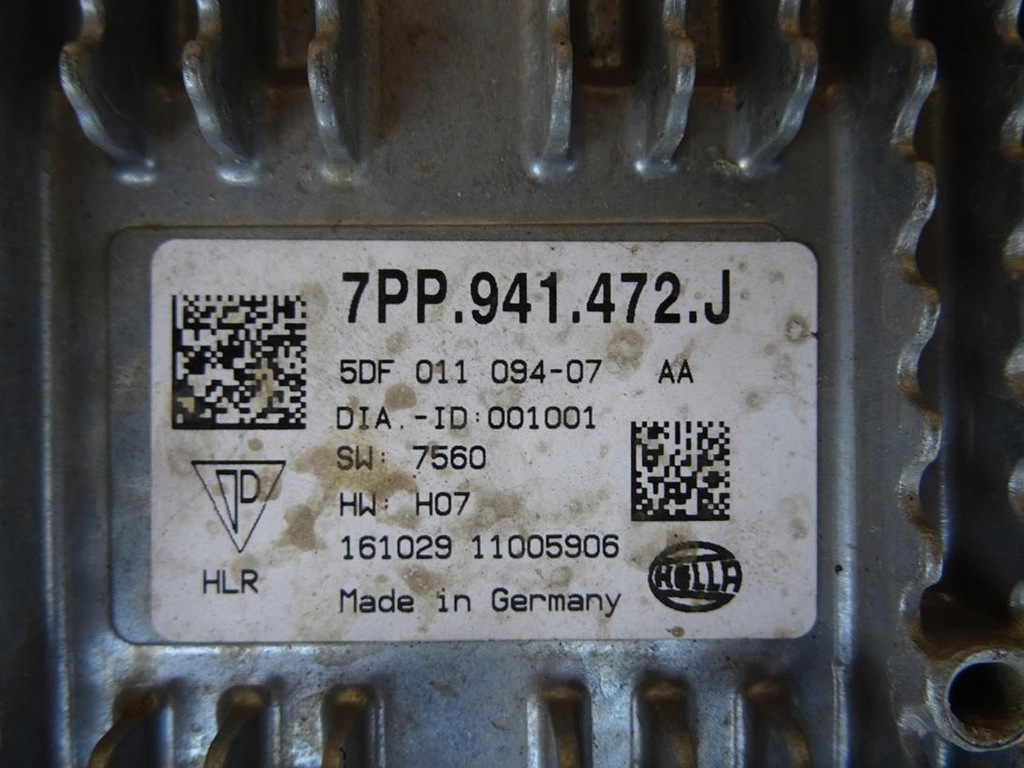 7PP.941.472.J
5DF 011 094-07 AA
DIA.-ID:001001
SW: 7560
HW: H07
161029 11005906
Made in Germany
HLR
HELLA